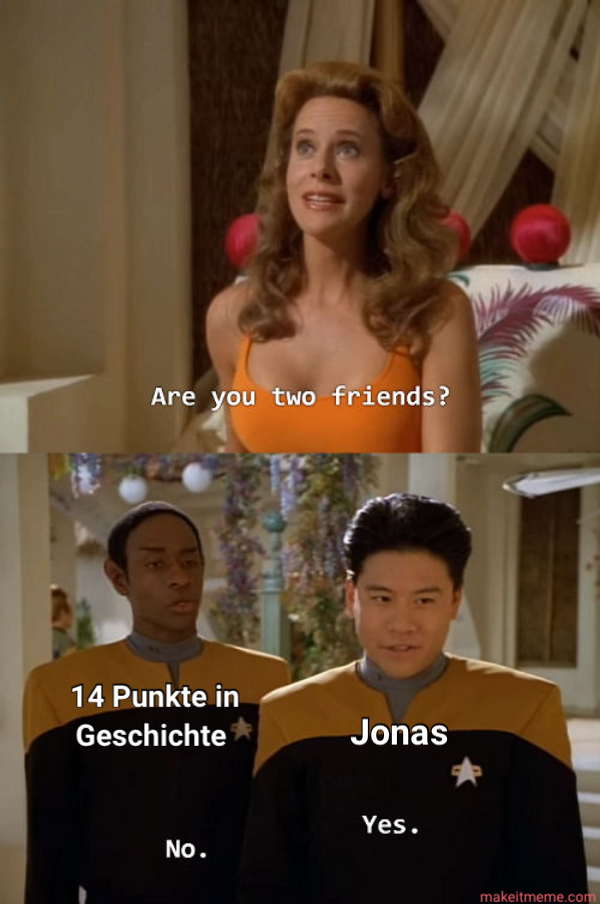 Are you two friends?
14 Punkte in
Geschichte
Jonas
Yes.
No.
makeitmeme.com